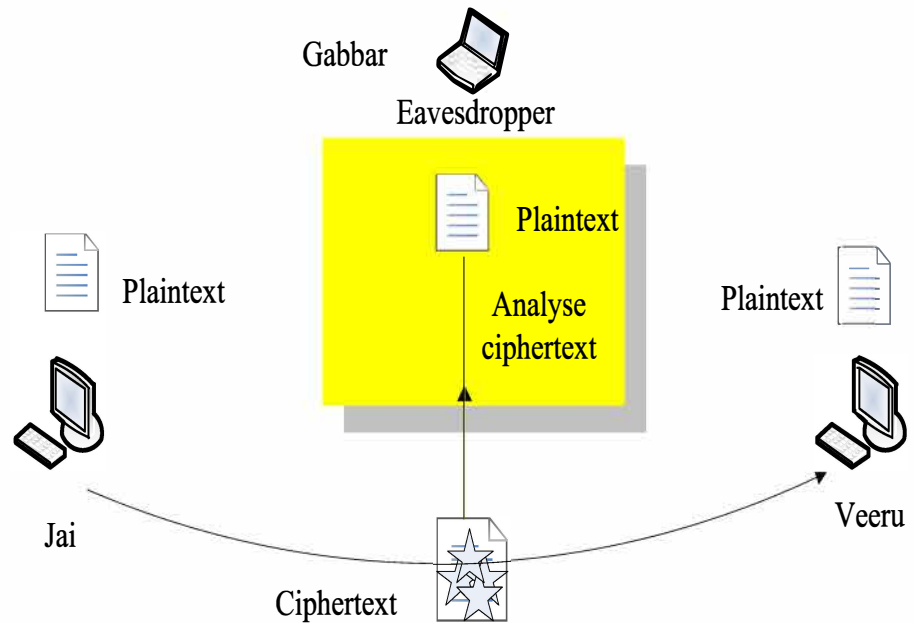 Gabbar
Eavesdropper
Plaintext
Plaintext
Plaintext
Analyse
ciphertext
Jai
Veeru
Ciphertext